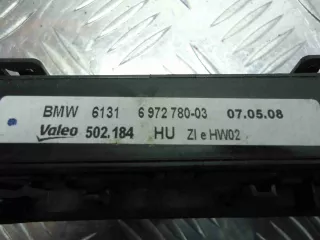 BMW 6131 6 972 780-03 07.05.08
Valeo 502.184 HU ZI e HW02